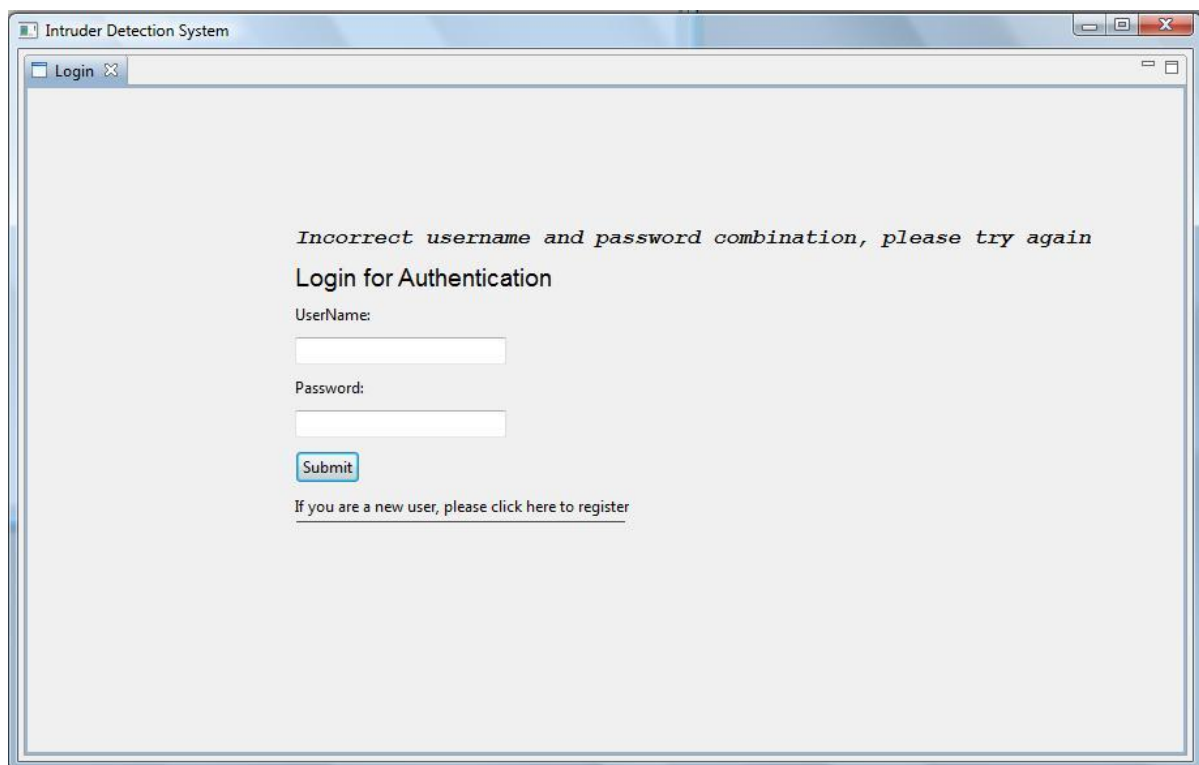 Intruder Detection System
Login
Incorrect username and password combination, please try again
Login for Authentication
UserName:
Password:
Submit
If you are a new user, please click here to register